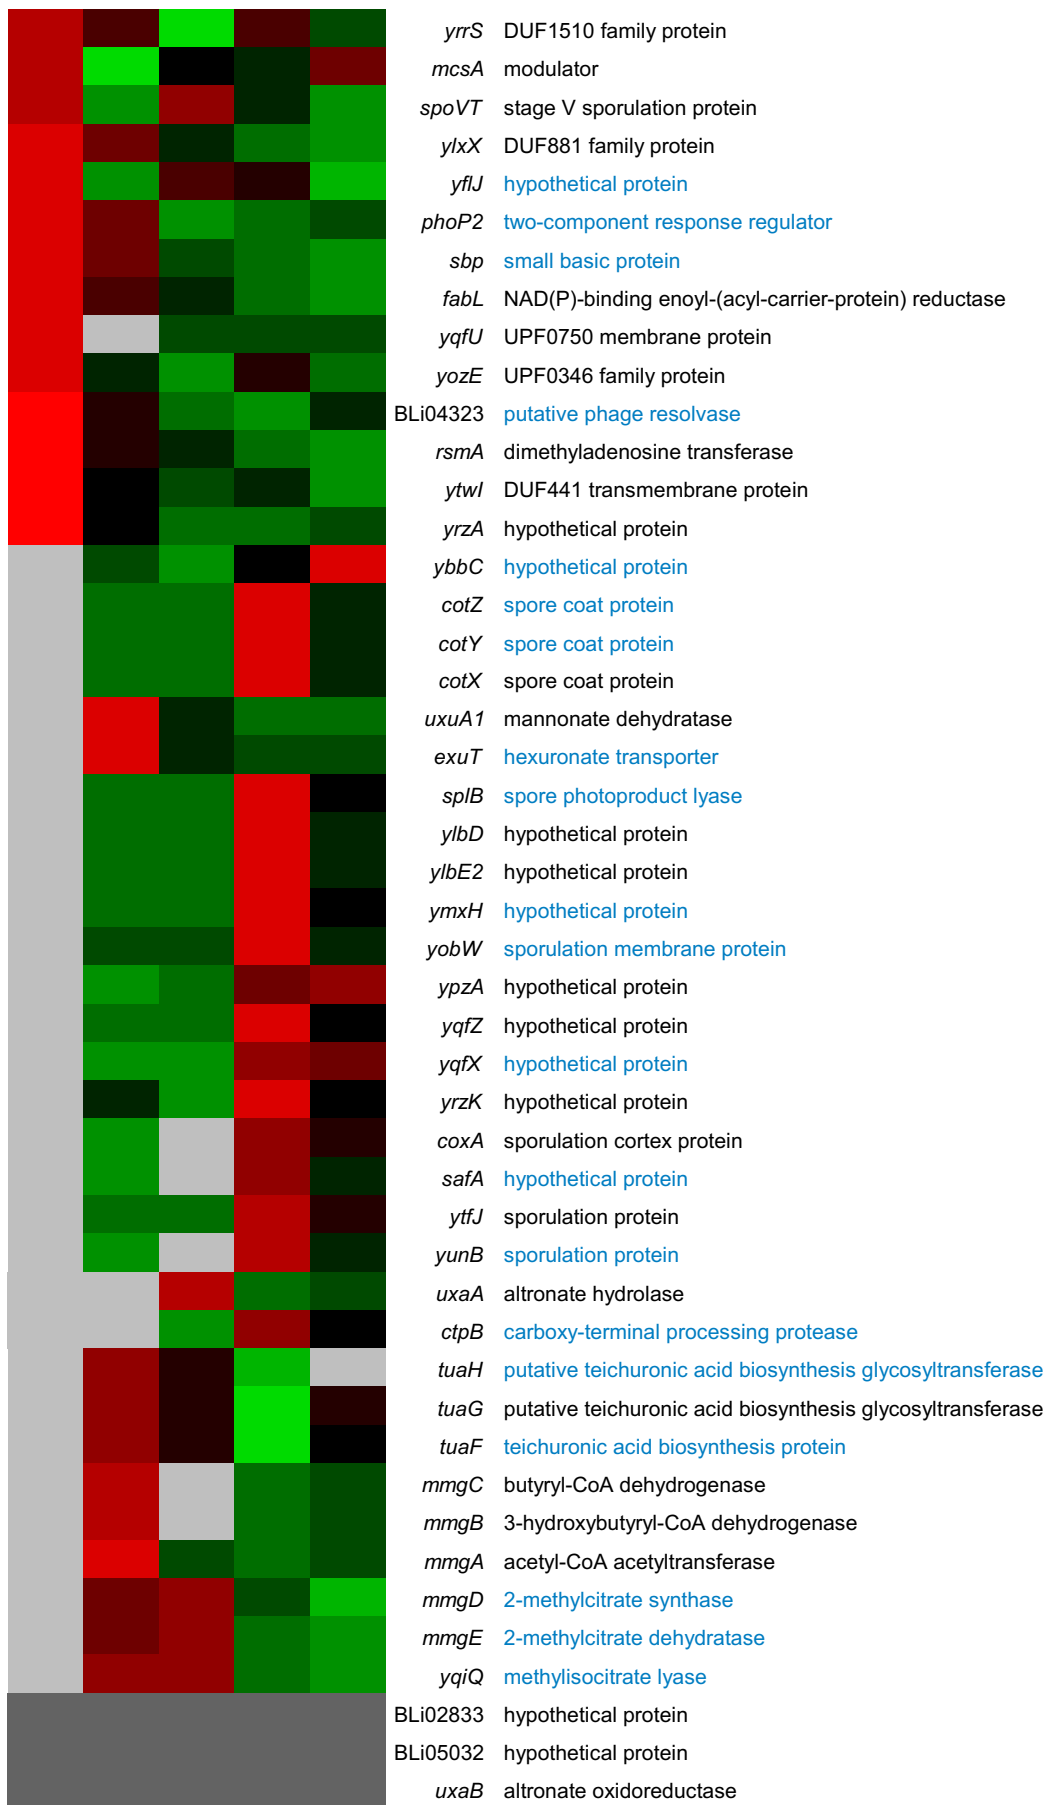 yrrS DUF1510 family protein
mcsA modulator
spoVT stage V sporulation protein
ylxX DUF881 family protein
yflJ hypothetical protein
phoP2 two-component response regulator
sbp small basic protein
fabL NAD(P)-binding enoyl-(acyl-carrier-protein) reductase
yqfU UPF0750 membrane protein
yozE UPF0346 family protein
BLi04323 putative phage resolvase
rsmA dimethyladenosine transferase
ytwI DUF441 transmembrane protein
yrzA hypothetical protein
ybbC hypothetical protein
cotZ spore coat protein
cotY spore coat protein
cotX spore coat protein
uxuA1 mannonate dehydratase
exuT hexuronate transporter
splB spore photoproduct lyase
ylbD hypothetical protein
ylbE2 hypothetical protein
ymxH hypothetical protein
yobW sporulation membrane protein
ypzA hypothetical protein
yqfZ hypothetical protein
yqfX hypothetical protein
yrzK hypothetical protein
coxA sporulation cortex protein
safA hypothetical protein
ytfJ sporulation protein
yunB sporulation protein
uxaA altronate hydrolase
ctpB carboxy-terminal processing protease
tuaH putative teichuronic acid biosynthesis glycosyltransferase
tuaG putative teichuronic acid biosynthesis glycosyltransferase
tuaF teichuronic acid biosynthesis protein
mmgC butyryl-CoA dehydrogenase
mmgB 3-hydroxybutyryl-CoA dehydrogenase
mmgA acetyl-CoA acetyltransferase
mmgD 2-methylcitrate synthase
mmgE 2-methylcitrate dehydratase
yqiQ methylisocitrate lyase
BLi02833 hypothetical protein
BLi05032 hypothetical protein
uxaB altronate oxidoreductase